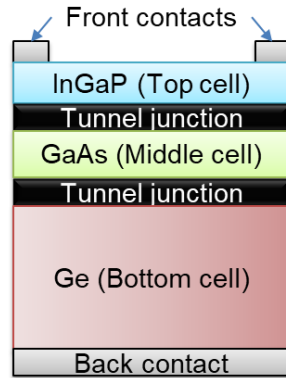 Front contacts
InGaP (Top cell)
Tunnel junction
GaAs (Middle cell)
Tunnel junction
Ge (Bottom cell)
Back contact